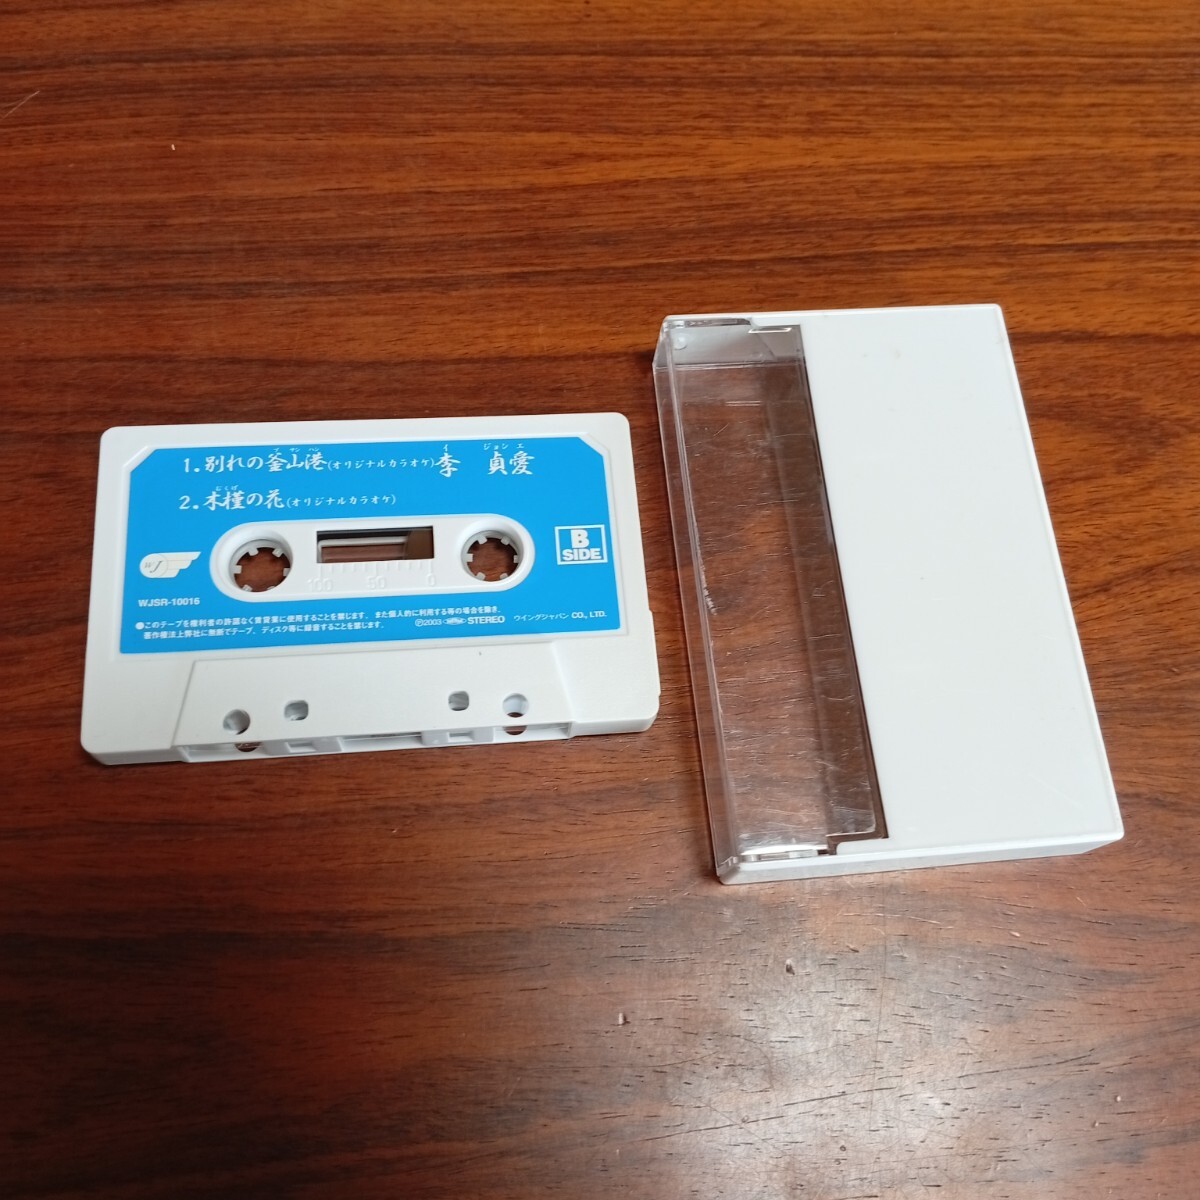 1.別れの釜山港(オリジナルカラオケ)李 貞愛
プサンハン イ ジョンエ
2.木槿の花(オリジナルカラオケ)
むくげ
B
SIDE
WJ
WJSR-10016
100 50 0
●このテープを権利者の許諾なく賃貸業に使用することを禁じます。また個人的に利用する等の場合を除き、
著作権法上弊社に無断でテープ、ディスク等に録音することを禁じます。
Ⓟ2003 STEREO ウイングジャパン CO., LTD.